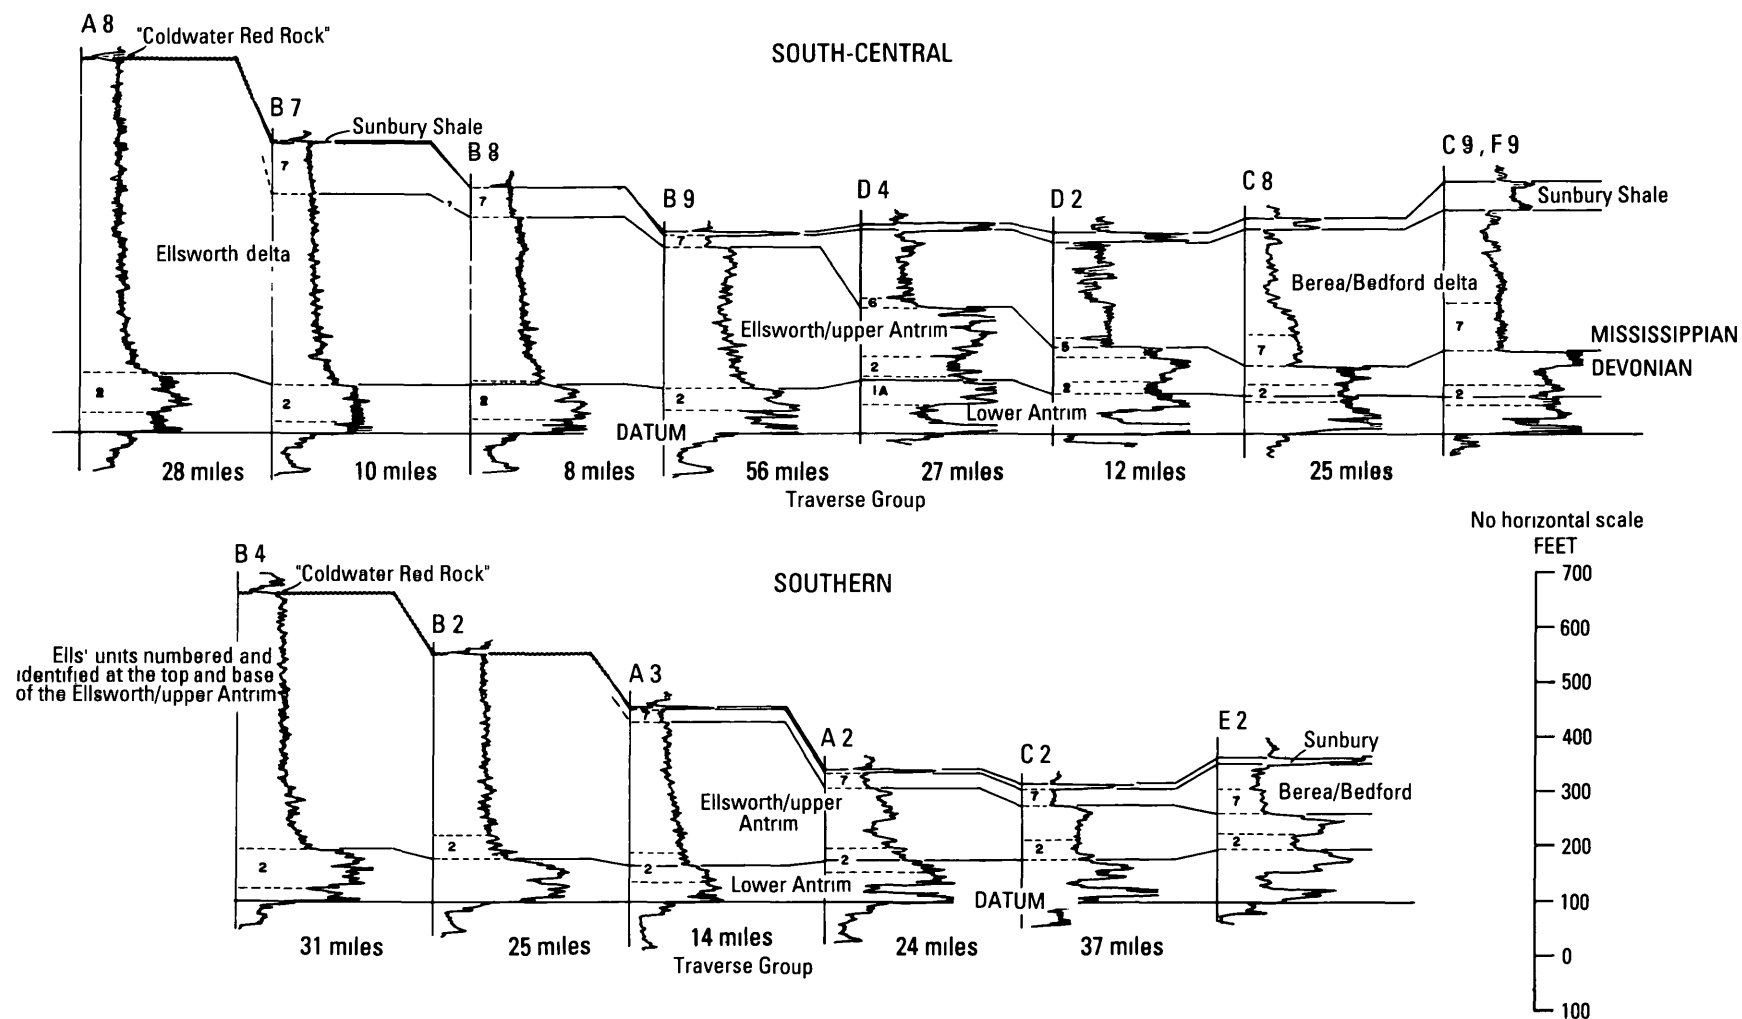 A 8
"Coldwater Red Rock"
SOUTH-CENTRAL
B 7
Sunbury Shale
B 8
C 9, F 9
7
B 9
D 4
D 2
C 8
Sunbury Shale
7
7
?
7
Ellsworth delta
Berea/Bedford delta
6
7
Ellsworth/upper Antrim
MISSISSIPPIAN
5
7
DEVONIAN
2
2
2
2
2
1A
2
2
2
Lower Antrim
DATUM
28 miles
10 miles
8 miles
56 miles
27 miles
12 miles
25 miles
Traverse Group
No horizontal scale
FEET
B 4
"Coldwater Red Rock"
SOUTHERN
700
600
500
400
300
200
100
0
100
B 2
Ells' units numbered and
identified at the top and base
of the Ellsworth/upper Antrim
A 3
7
A 2
C 2
E 2
Sunbury
7
7
7
Berea/Bedford
Ellsworth/upper
Antrim
2
2
2
2
2
2
Lower Antrim
DATUM
31 miles
25 miles
14 miles
24 miles
37 miles
Traverse Group